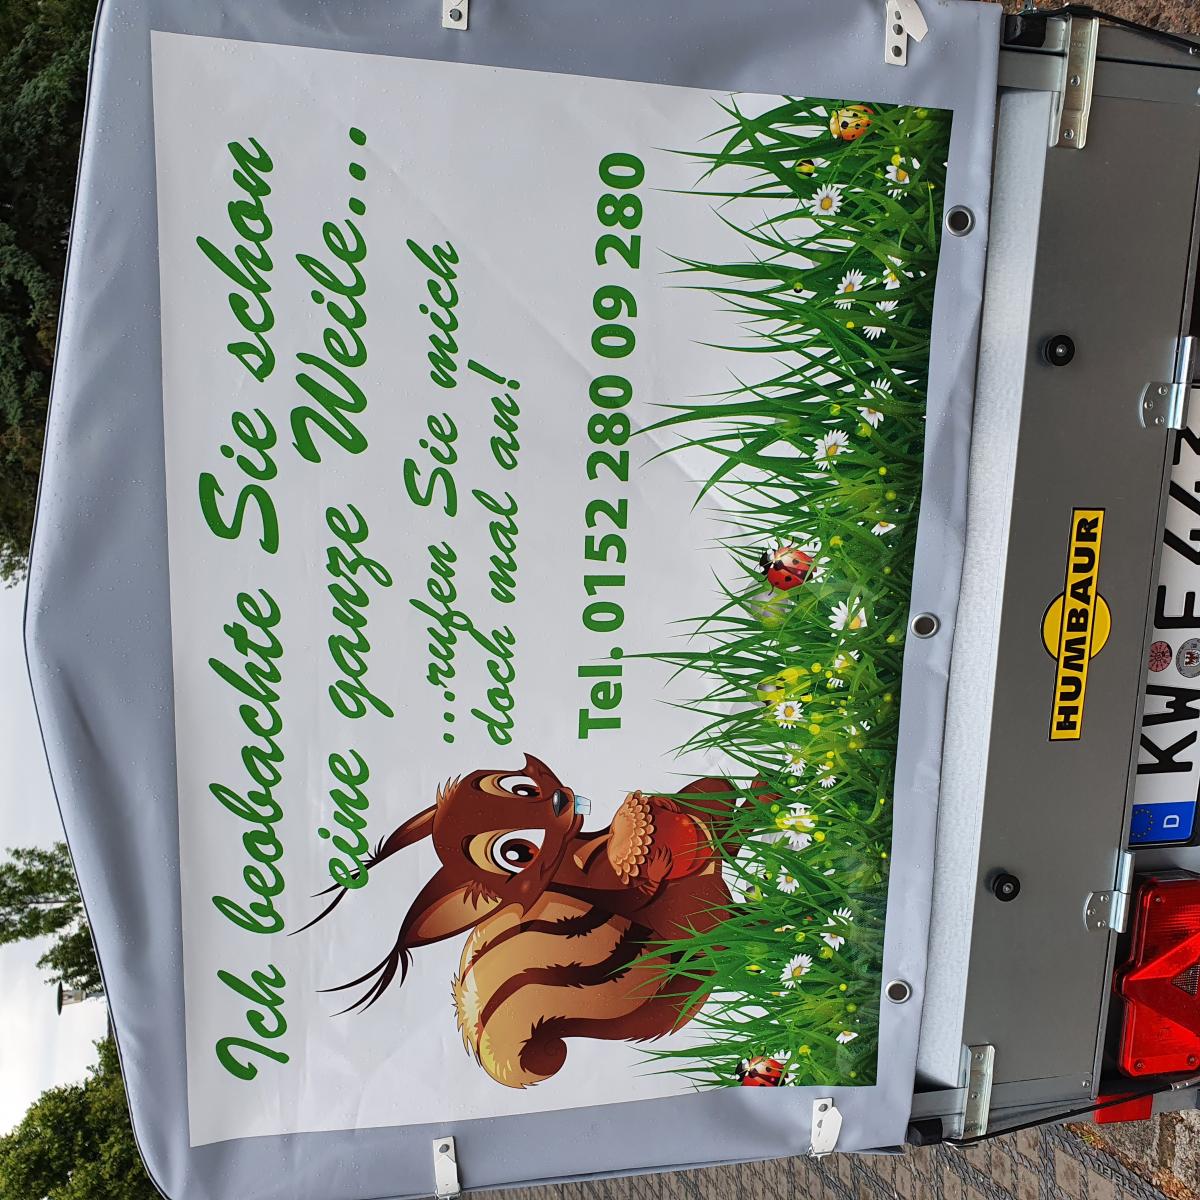 Ich beobachte Sie schon
eine ganze Weile...
...rufen Sie mich
doch mal an!
Tel. 0152 280 09 280
HUMBAUR
D
KW E